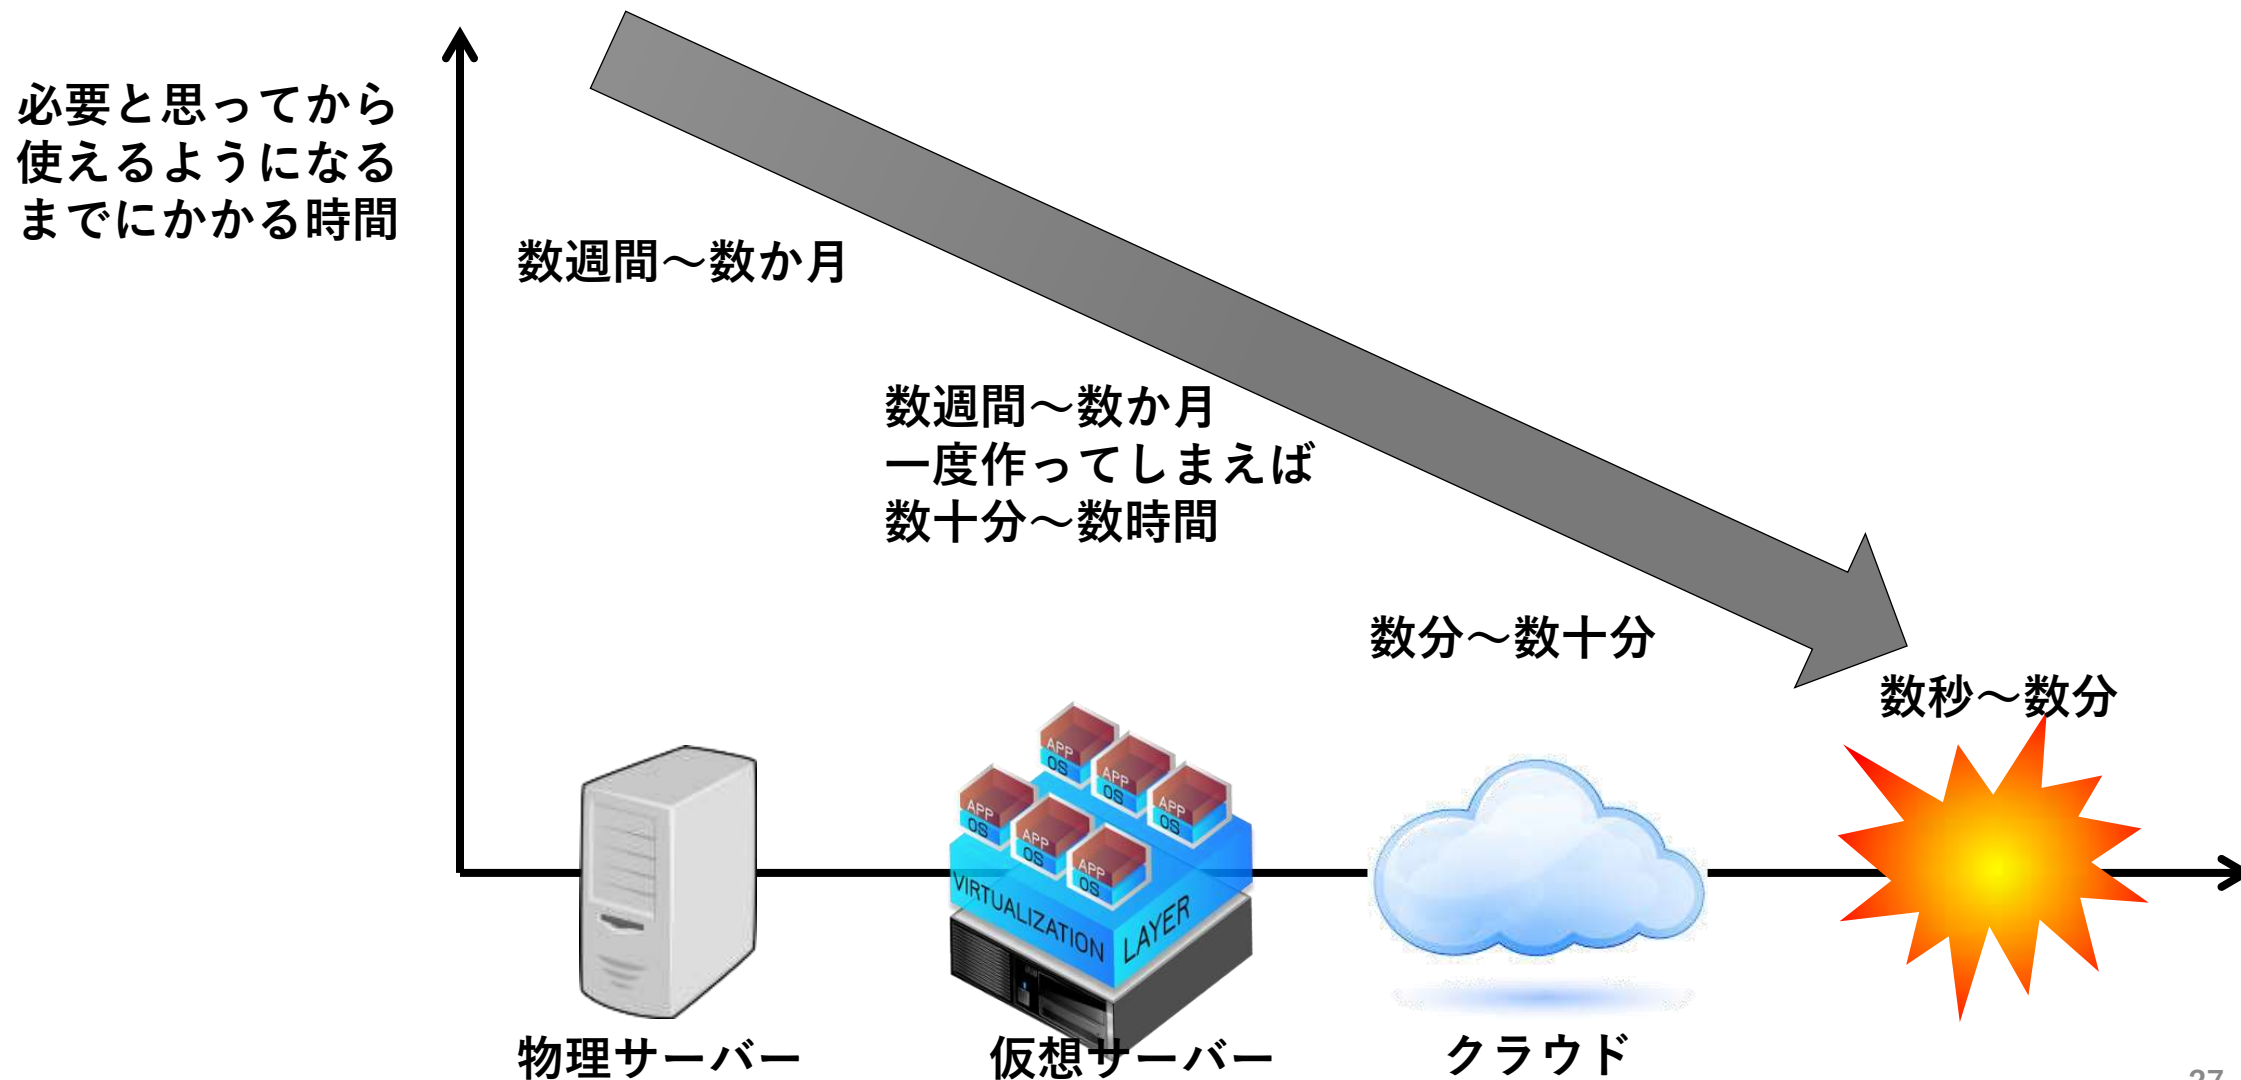 必要と思ってから
使えるようになる
までにかかる時間
数週間～数か月
数週間～数か月
一度作ってしまえば
数十分～数時間
数分～数十分
数秒～数分
APP
OS
APP
OS
APP
OS
APP
OS
APP
OS
APP
OS
VIRTUALIZATION LAYER
物理サーバー
仮想サーバー
クラウド
27